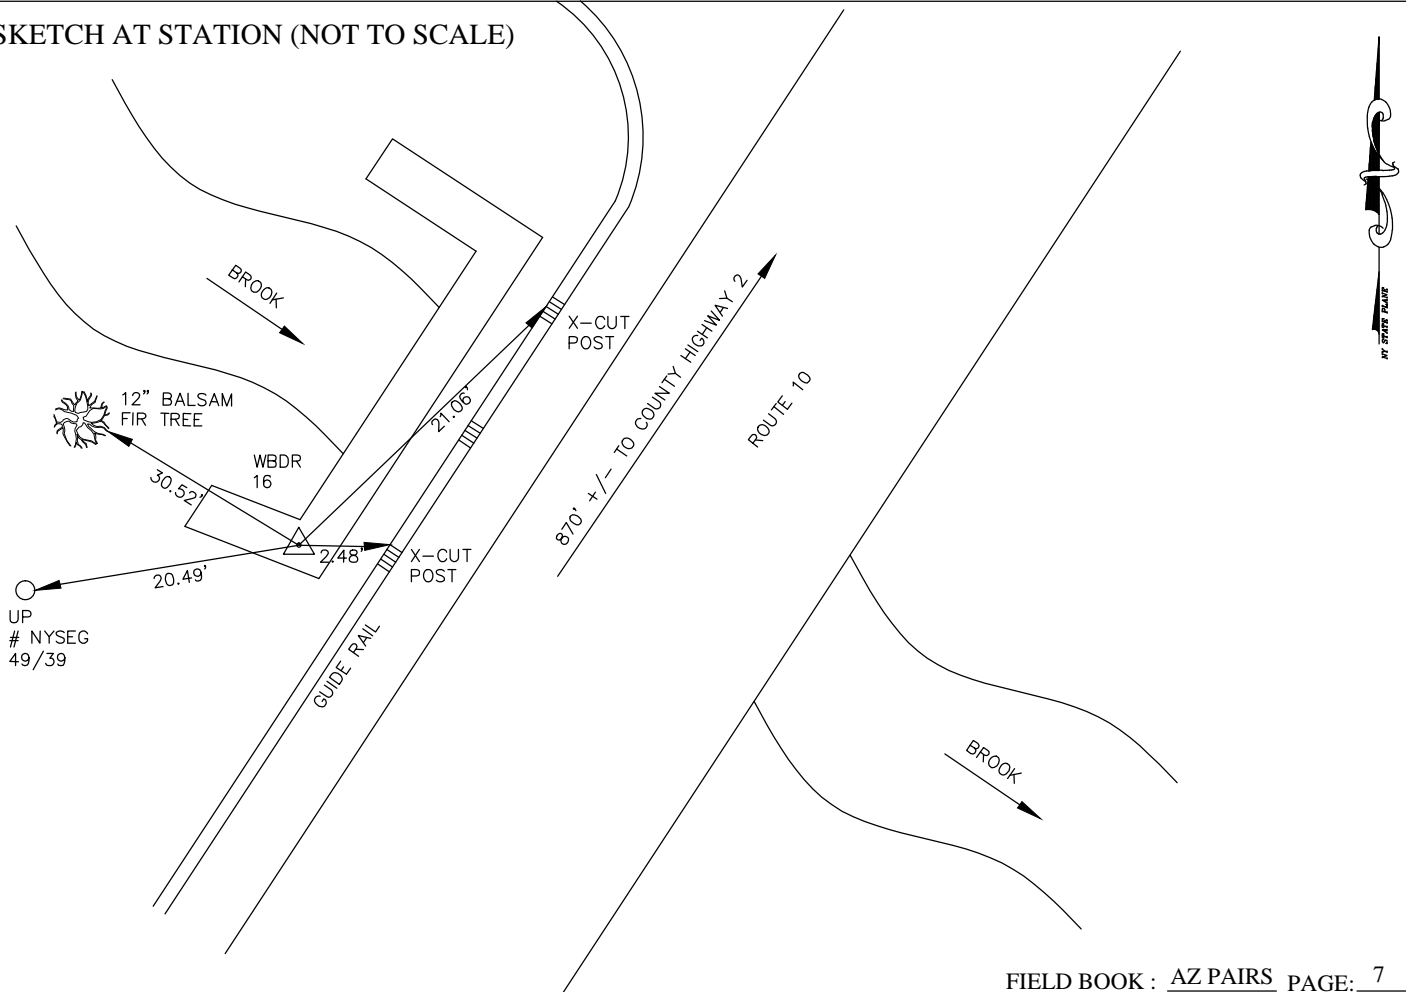 SKETCH AT STATION (NOT TO SCALE)
NY STATE PLANE
BROOK
X-CUT
POST
12" BALSAM
FIR TREE
21.06'
870' +/- TO COUNTY HIGHWAY 2
ROUTE 10
WBDR
16
30.52'
2.48'
X-CUT
POST
20.49'
UP
# NYSEG
49/39
GUIDE RAIL
BROOK
FIELD BOOK : AZ PAIRS PAGE: 7